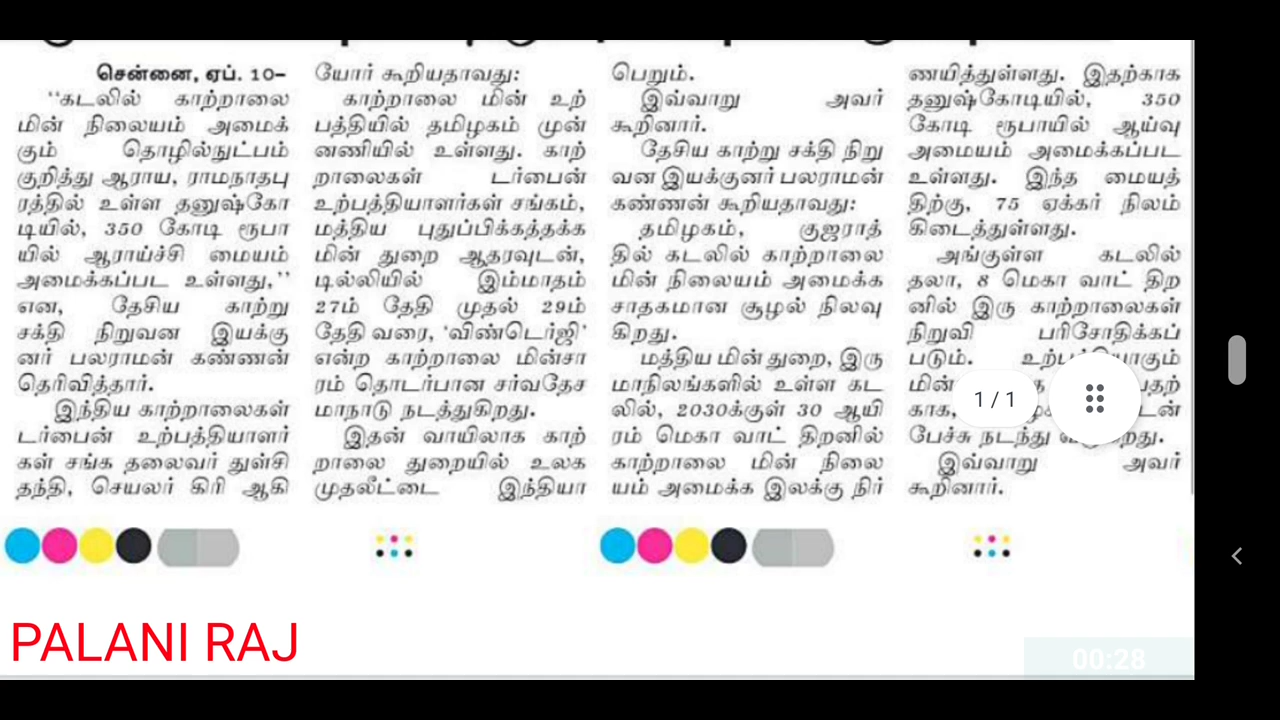 சென்னை, ஏப். 10–
‘‘கடலில் காற்றாலை
மின் நிலையம் அமைக்
கும் தொழில்நுட்பம்
குறித்து ஆராய, ராமநாதபு
ரத்தில் உள்ள தனுஷ்கோ
டியில், 350 கோடி ரூபா
யில் ஆராய்ச்சி மையம்
அமைக்கப்பட உள்ளது,’’
என, தேசிய காற்று
சக்தி நிறுவன இயக்கு
னர் பலராமன் கண்ணன்
தெரிவித்தார்.
இந்திய காற்றாலைகள்
டர்பைன் உற்பத்தியாளர்
கள் சங்க தலைவர் துள்சி
தந்தி, செயலர் கிரி ஆகி
யோர் கூறியதாவது:
காற்றாலை மின் உற்
பத்தியில் தமிழகம் முன்
னணியில் உள்ளது. காற்
றாலைகள் டர்பைன்
உற்பத்தியாளர்கள் சங்கம்,
மத்திய புதுப்பிக்கத்தக்க
மின் துறை ஆதரவுடன்,
டில்லியில் இம்மாதம்
27ம் தேதி முதல் 29ம்
தேதி வரை, ‘விண்டெர்ஜி’
என்ற காற்றாலை மின்சா
ரம் தொடர்பான சர்வதேச
மாநாடு நடத்துகிறது.
இதன் வாயிலாக காற்
றாலை துறையில் உலக
முதலீட்டை இந்தியா
பெறும்.
இவ்வாறு அவர்
கூறினார்.
தேசிய காற்று சக்தி நிறு
வன இயக்குனர் பலராமன்
கண்ணன் கூறியதாவது:
தமிழகம், குஜராத்
தில் கடலில் காற்றாலை
மின் நிலையம் அமைக்க
சாதகமான சூழல் நிலவு
கிறது.
மத்திய மின் துறை, இரு
மாநிலங்களில் உள்ள கட
லில், 2030க்குள் 30 ஆயி
ரம் மெகா வாட் திறனில்
காற்றாலை மின் நிலை
யம் அமைக்க இலக்கு நிர்
ணயித்துள்ளது. இதற்காக
தனுஷ்கோடியில், 350
கோடி ரூபாயில் ஆய்வு
அமையம் அமைக்கப்பட
உள்ளது. இந்த மையத்
திற்கு, 75 ஏக்கர் நிலம்
கிடைத்துள்ளது.
அங்குள்ள கடலில்
தலா, 8 மெகா வாட் திற
னில் இரு காற்றாலைகள்
நிறுவி பரிசோதிக்கப்
படும்.
மின்
காக,
பேச்சு நடந்து
இவ்வாறு அவர்
கூறினார்.
1 / 1
PALANI RAJ
00:28